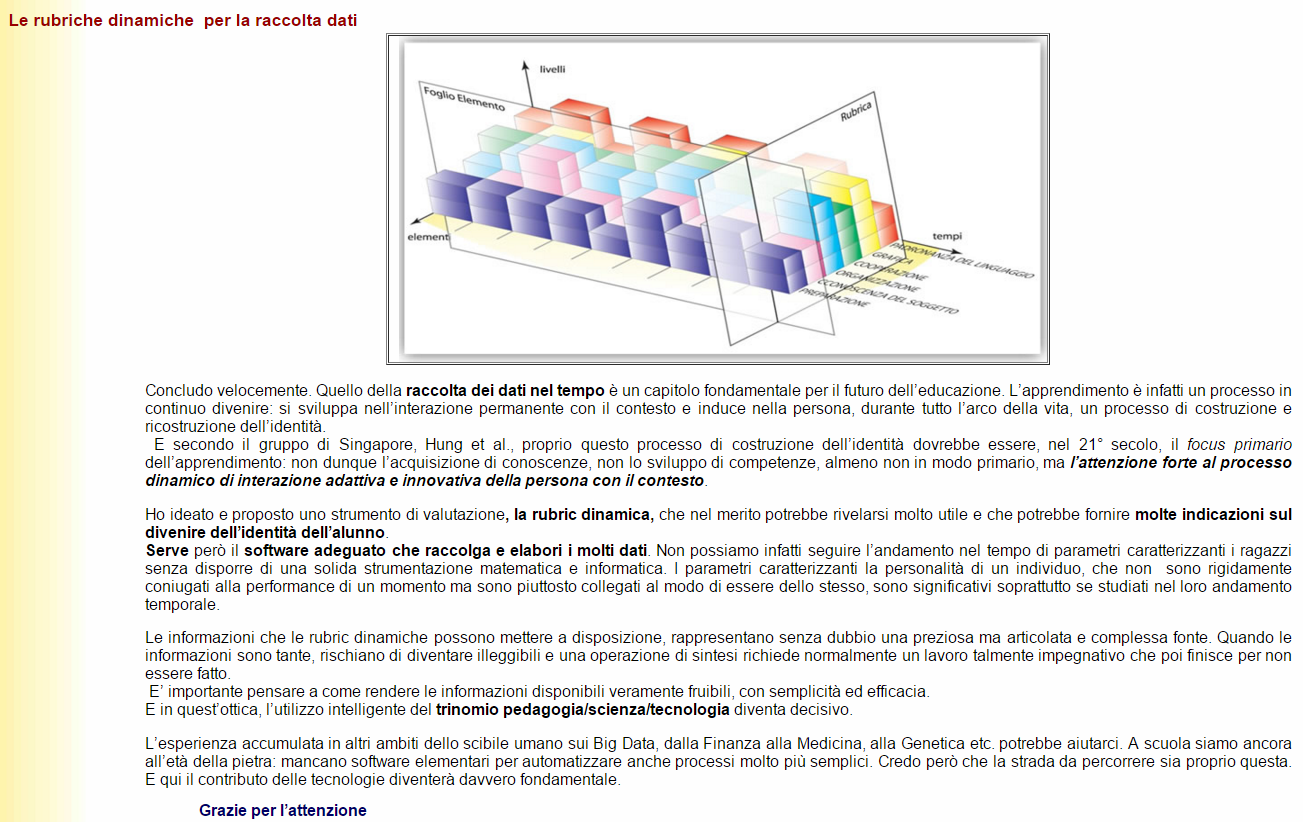 Le rubriche dinamiche per la raccolta dati
livelli
Foglio Elemento
Rubrica
elementi
tempi
PADRONANZA DEL LINGUAGGIO
GRAFICA
COOPERAZIONE
ORGANIZZAZIONE
CCONOSCENZA DEL SOGGETTO
PREPARAZIONE
Concludo velocemente. Quello della raccolta dei dati nel tempo è un capitolo fondamentale per il futuro dell'educazione. L'apprendimento è infatti un processo in
continuo divenire: si sviluppa nell'interazione permanente con il contesto e induce nella persona, durante tutto l'arco della vita, un processo di costruzione e
ricostruzione dell'identità.
E secondo il gruppo di Singapore, Hung et al., proprio questo processo di costruzione dell'identità dovrebbe essere, nel 21° secolo, il focus primario
dell'apprendimento: non dunque l'acquisizione di conoscenze, non lo sviluppo di competenze, almeno non in modo primario, ma l'attenzione forte al processo
dinamico di interazione adattiva e innovativa della persona con il contesto.
Ho ideato e proposto uno strumento di valutazione, la rubric dinamica, che nel merito potrebbe rivelarsi molto utile e che potrebbe fornire molte indicazioni sul
divenire dell'identità dell'alunno.
Serve però il software adeguato che raccolga e elabori i molti dati. Non possiamo infatti seguire l'andamento nel tempo di parametri caratterizzanti i ragazzi
senza disporre di una solida strumentazione matematica e informatica. I parametri caratterizzanti la personalità di un individuo, che non sono rigidamente
coniugati alla performance di un momento ma sono piuttosto collegati al modo di essere dello stesso, sono significativi soprattutto se studiati nel loro andamento
temporale.
Le informazioni che le rubric dinamiche possono mettere a disposizione, rappresentano senza dubbio una preziosa ma articolata e complessa fonte. Quando le
informazioni sono tante, rischiano di diventare illeggibili e una operazione di sintesi richiede normalmente un lavoro talmente impegnativo che poi finisce per non
essere fatto.
E' importante pensare a come rendere le informazioni disponibili veramente fruibili, con semplicità ed efficacia.
E in quest'ottica, l'utilizzo intelligente del trinomio pedagogia/scienza/tecnologia diventa decisivo.
L'esperienza accumulata in altri ambiti dello scibile umano sui Big Data, dalla Finanza alla Medicina, alla Genetica etc. potrebbe aiutarci. A scuola siamo ancora
all'età della pietra: mancano software elementari per automatizzare anche processi molto più semplici. Credo però che la strada da percorrere sia proprio questa.
E qui il contributo delle tecnologie diventerà davvero fondamentale.
Grazie per l'attenzione